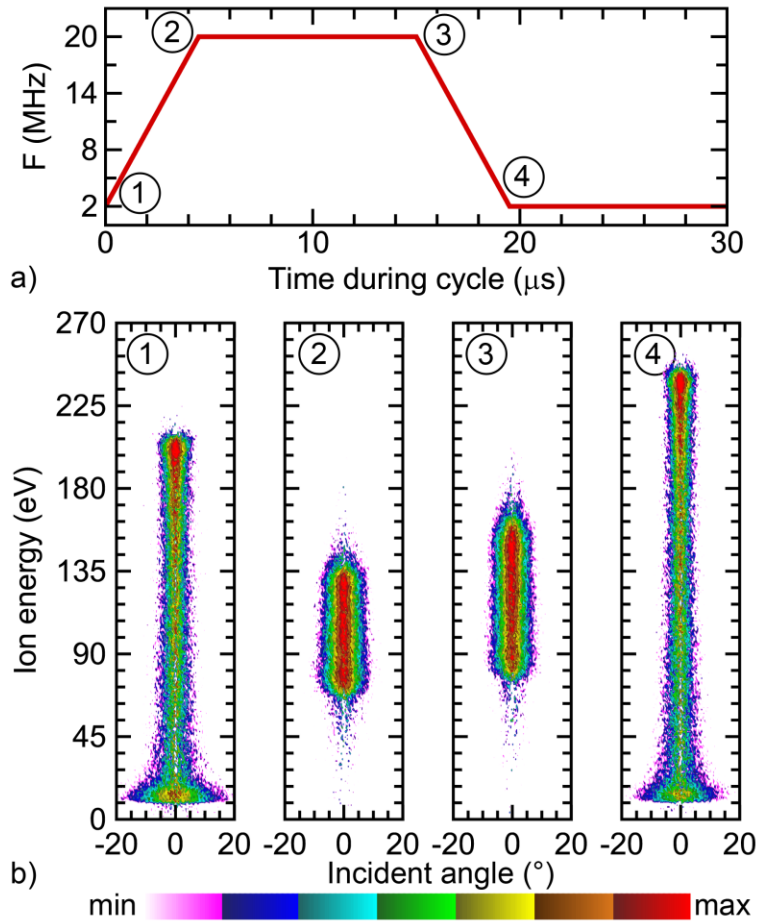 20
14
8
2
F (MHz)
1
2
3
4
0 10 20 30
Time during cycle (μs)
a)
270
225
180
135
90
45
0
Ion energy (eV)
1 2 3 4
-20 0 20 -20 0 20 -20 0 20 -20 0 20
Incident angle (°)
b)
min max